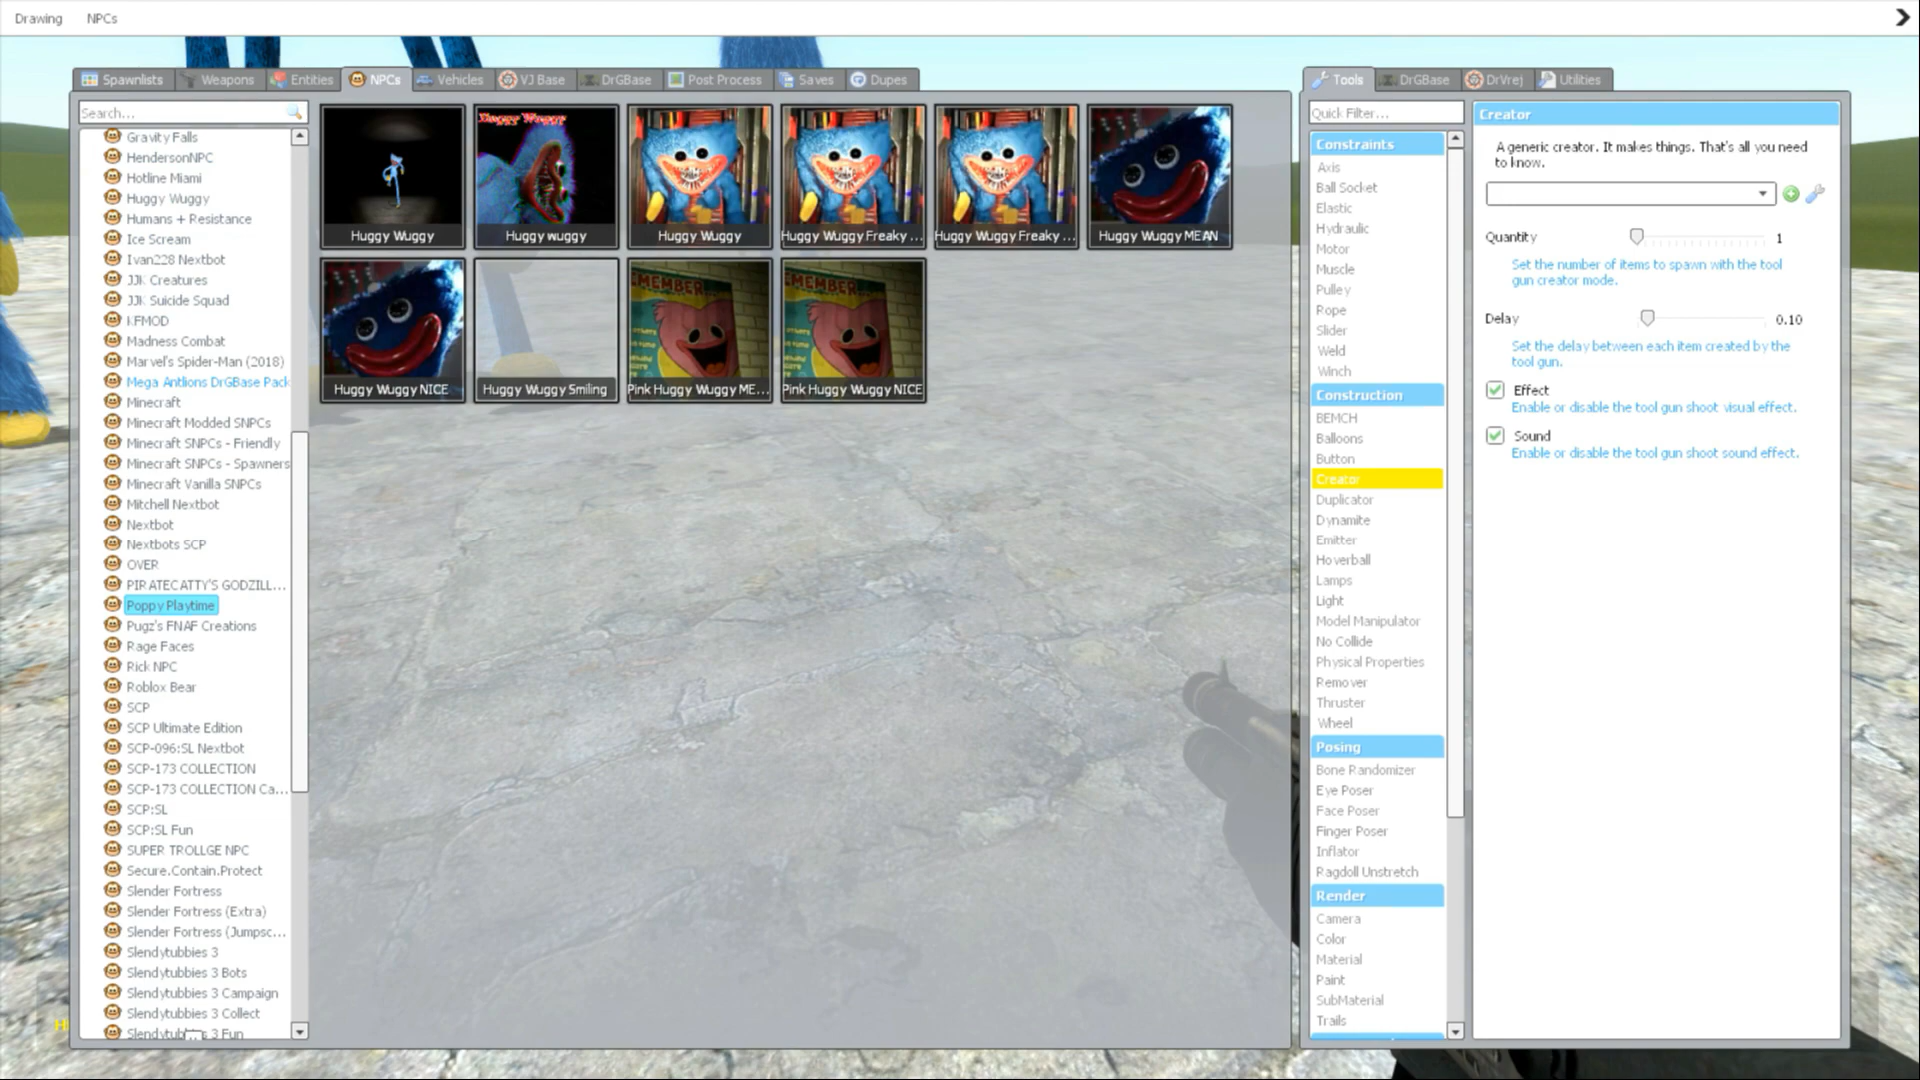 Drawing NPCs
Spawnlists Weapons Entities NPCs Vehicles VJ Base DrGBase Post Process Saves Dupes
Search...
Gravity Falls
HendersonNPC
Hotline Miami
Huggy Wuggy
Humans + Resistance
Ice Scream
Ivan228 Nextbot
JJK Creatures
JJK Suicide Squad
KFMOD
Madness Combat
Marvel's Spider-Man (2018)
Mega Antlions DrGBase Pack
Minecraft
Minecraft Modded SNPCs
Minecraft SNPCs - Friendly
Minecraft SNPCs - Spawners
Minecraft Vanilla SNPCs
Mitchell Nextbot
Nextbot
Nextbots SCP
OVER
PIRATECATTY'S GODZILL...
Poppy Playtime
Pugz's FNAF Creations
Rage Faces
Rick NPC
Roblox Bear
SCP
SCP Ultimate Edition
SCP-096:SL Nextbot
SCP-173 COLLECTION
SCP-173 COLLECTION Ca...
SCP:SL
SCP:SL Fun
SUPER TROLLGE NPC
Secure.Contain.Protect
Slender Fortress
Slender Fortress (Extra)
Slender Fortress (Jumpsc...
Slendytubbies 3
Slendytubbies 3 Bots
Slendytubbies 3 Campaign
Slendytubbies 3 Collect
Slendytubbies 3 Fun
Huggy Wuggy
Huggy Wuggy Huggy wuggy Huggy Wuggy Huggy Wuggy Freaky ... Huggy Wuggy Freaky ... Huggy Wuggy MEAN
EMEMBER EMEMBER
Huggy Wuggy NICE Huggy Wuggy Smiling Pink Huggy Wuggy ME... Pink Huggy Wuggy NICE
Tools DrGBase DrVrej Utilities
Quick Filter...
Constraints
Axis
Ball Socket
Elastic
Hydraulic
Motor
Muscle
Pulley
Rope
Slider
Weld
Winch
Construction
BEMCH
Balloons
Button
Creator
Duplicator
Dynamite
Emitter
Hoverball
Lamps
Light
Model Manipulator
No Collide
Physical Properties
Remover
Thruster
Wheel
Posing
Bone Randomizer
Eye Poser
Face Poser
Finger Poser
Inflator
Ragdoll Unstretch
Render
Camera
Color
Material
Paint
SubMaterial
Trails
Creator
A generic creator. It makes things. That's all you need
to know.
Quantity 1
Set the number of items to spawn with the tool
gun creator mode.
Delay 0.10
Set the delay between each item created by the
tool gun.
Effect
Enable or disable the tool gun shoot visual effect.
Sound
Enable or disable the tool gun shoot sound effect.